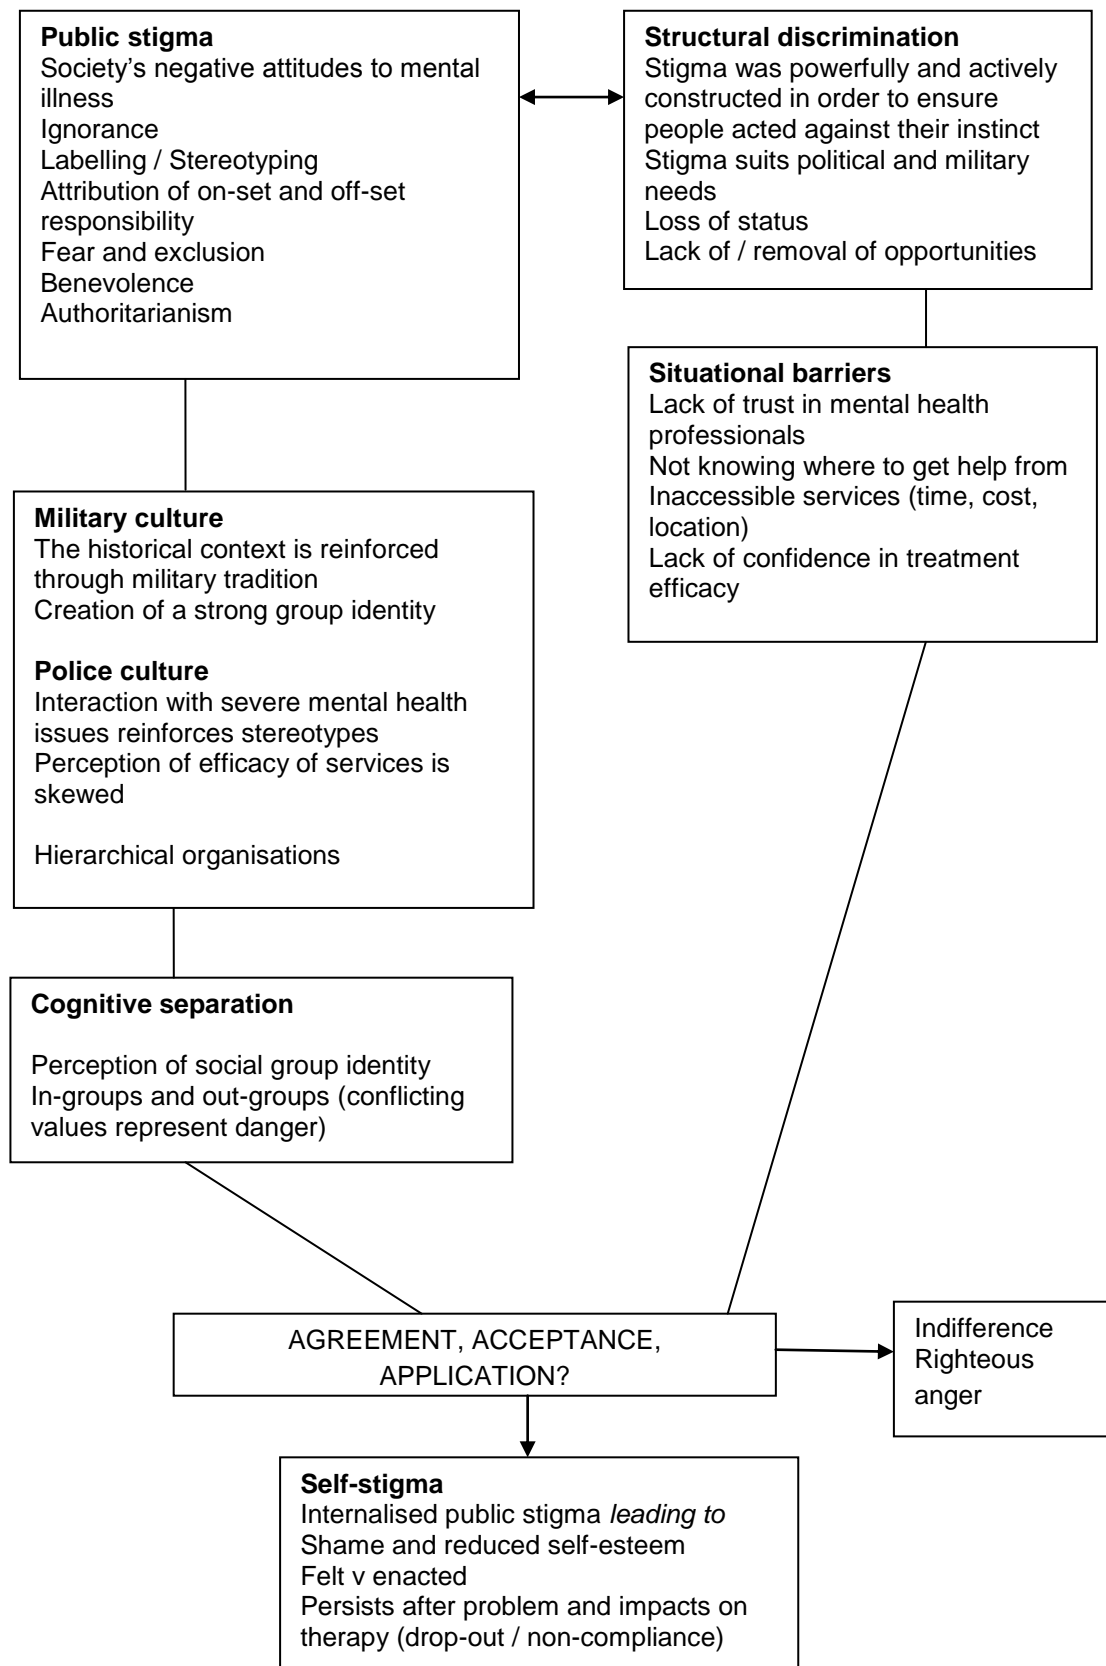 Public stigma
Society's negative attitudes to mental
illness
Ignorance
Labelling / Stereotyping
Attribution of on-set and off-set
responsibility
Fear and exclusion
Benevolence
Authoritarianism
Structural discrimination
Stigma was powerfully and actively
constructed in order to ensure
people acted against their instinct
Stigma suits political and military
needs
Loss of status
Lack of / removal of opportunities
Situational barriers
Lack of trust in mental health
professionals
Not knowing where to get help from
Inaccessible services (time, cost,
location)
Lack of confidence in treatment
efficacy
Military culture
The historical context is reinforced
through military tradition
Creation of a strong group identity
Police culture
Interaction with severe mental health
issues reinforces stereotypes
Perception of efficacy of services is
skewed
Hierarchical organisations
Cognitive separation
Perception of social group identity
In-groups and out-groups (conflicting
values represent danger)
AGREEMENT, ACCEPTANCE,
APPLICATION?
Indifference
Righteous
anger
Self-stigma
Internalised public stigma leading to
Shame and reduced self-esteem
Felt v enacted
Persists after problem and impacts on
therapy (drop-out / non-compliance)